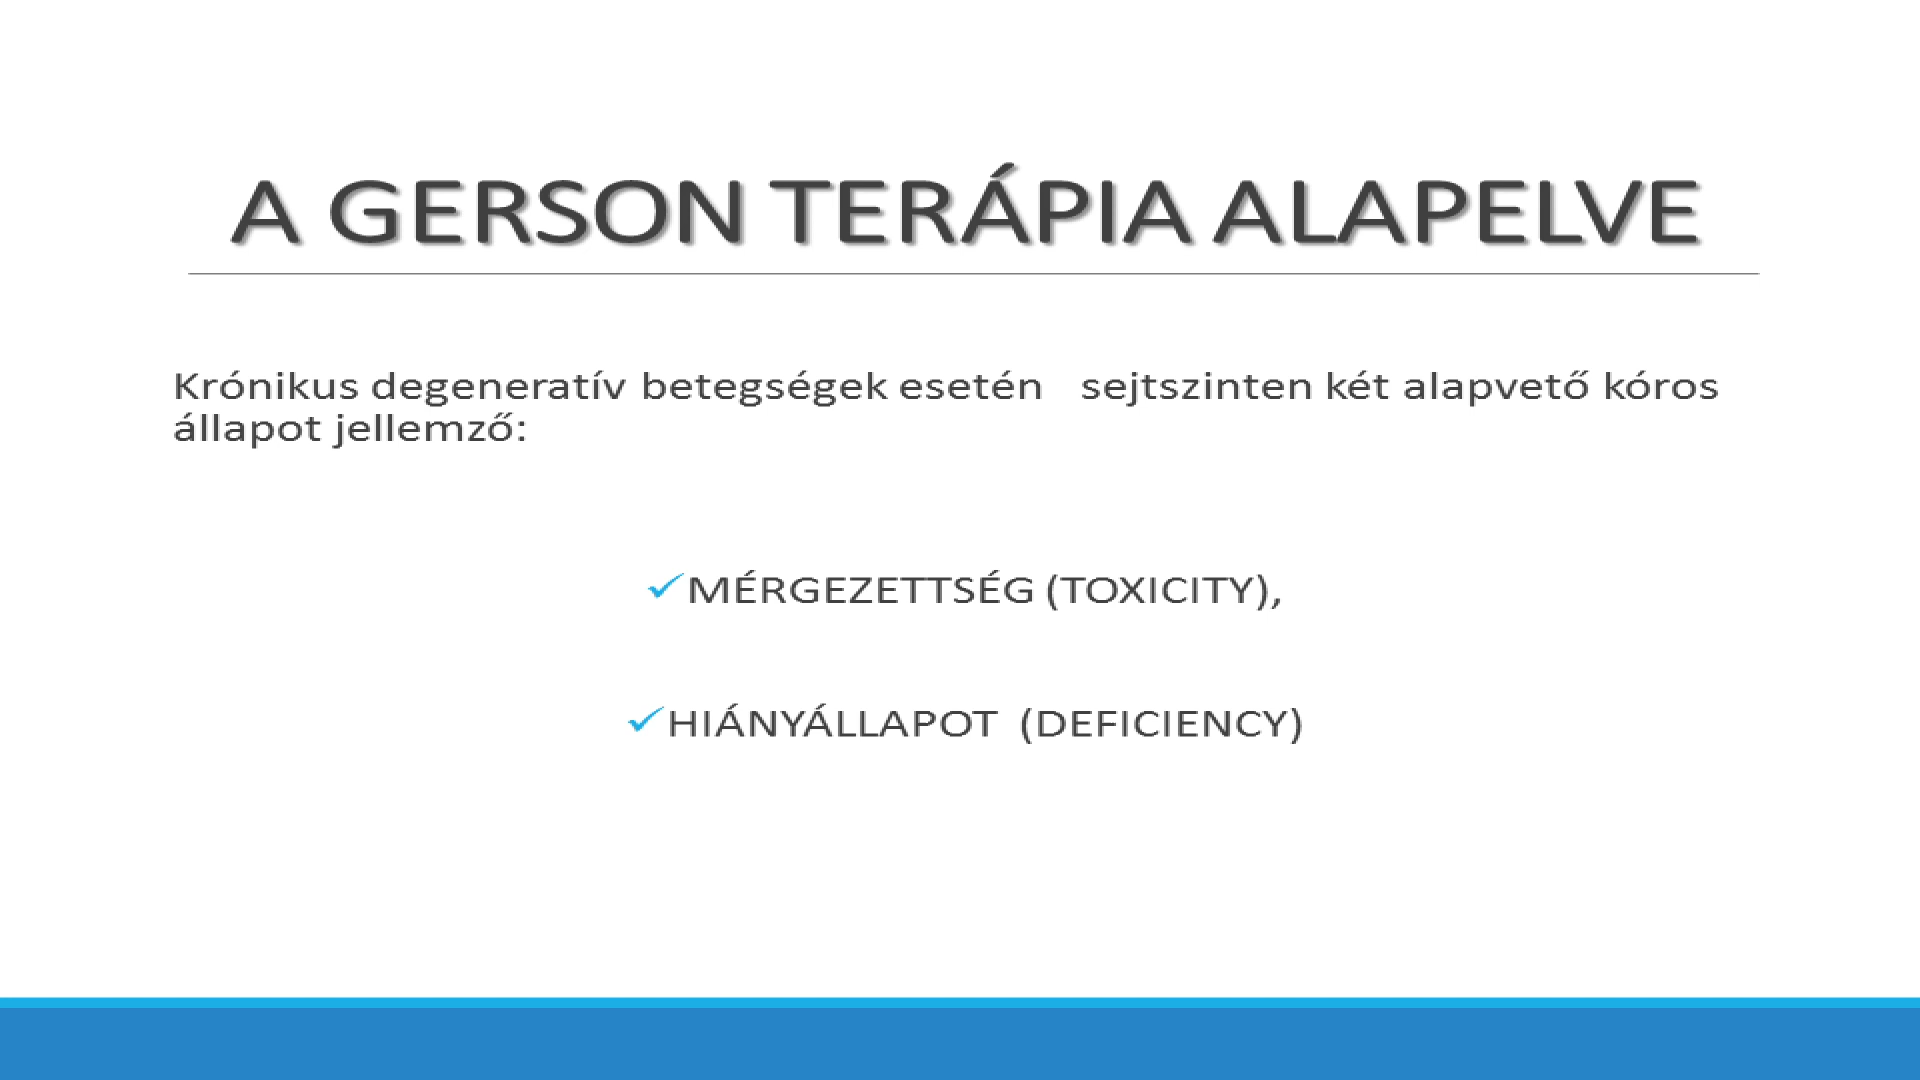 A GERSON TERÁPIA ALAPELVE
Krónikus degeneratív betegségek esetén   sejtszinten két alapvető kóros
állapot jellemző:
✓MÉRGEZETTSÉG (TOXICITY),
✓HIÁNYÁLLAPOT  (DEFICIENCY)